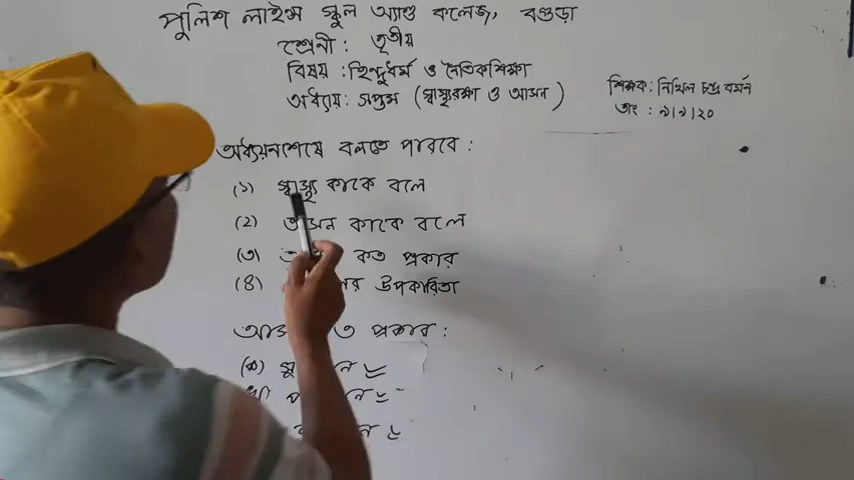 পুলিশ লাইন্স স্কুল অ্যাণ্ড কলেজ, বগুড়া
শ্রেনী : তৃতীয়
বিষয় : হিন্দুধর্ম ও নৈতিকশিক্ষা
অধ্যায় : সপ্তম (স্বাস্থ্যরক্ষা ও আসন)
শিক্ষক : নিখিল চন্দ্র বর্মন
তাং : ৯।৯।২০
অধ্যয়নশেষে বলতে পারবে :
(১) স্বাস্থ্য কাকে বলে
(২) আসন কাকে বলে
(৩) কত প্রকার
(৪) উপকারিতা
প্রকার :
(ক)